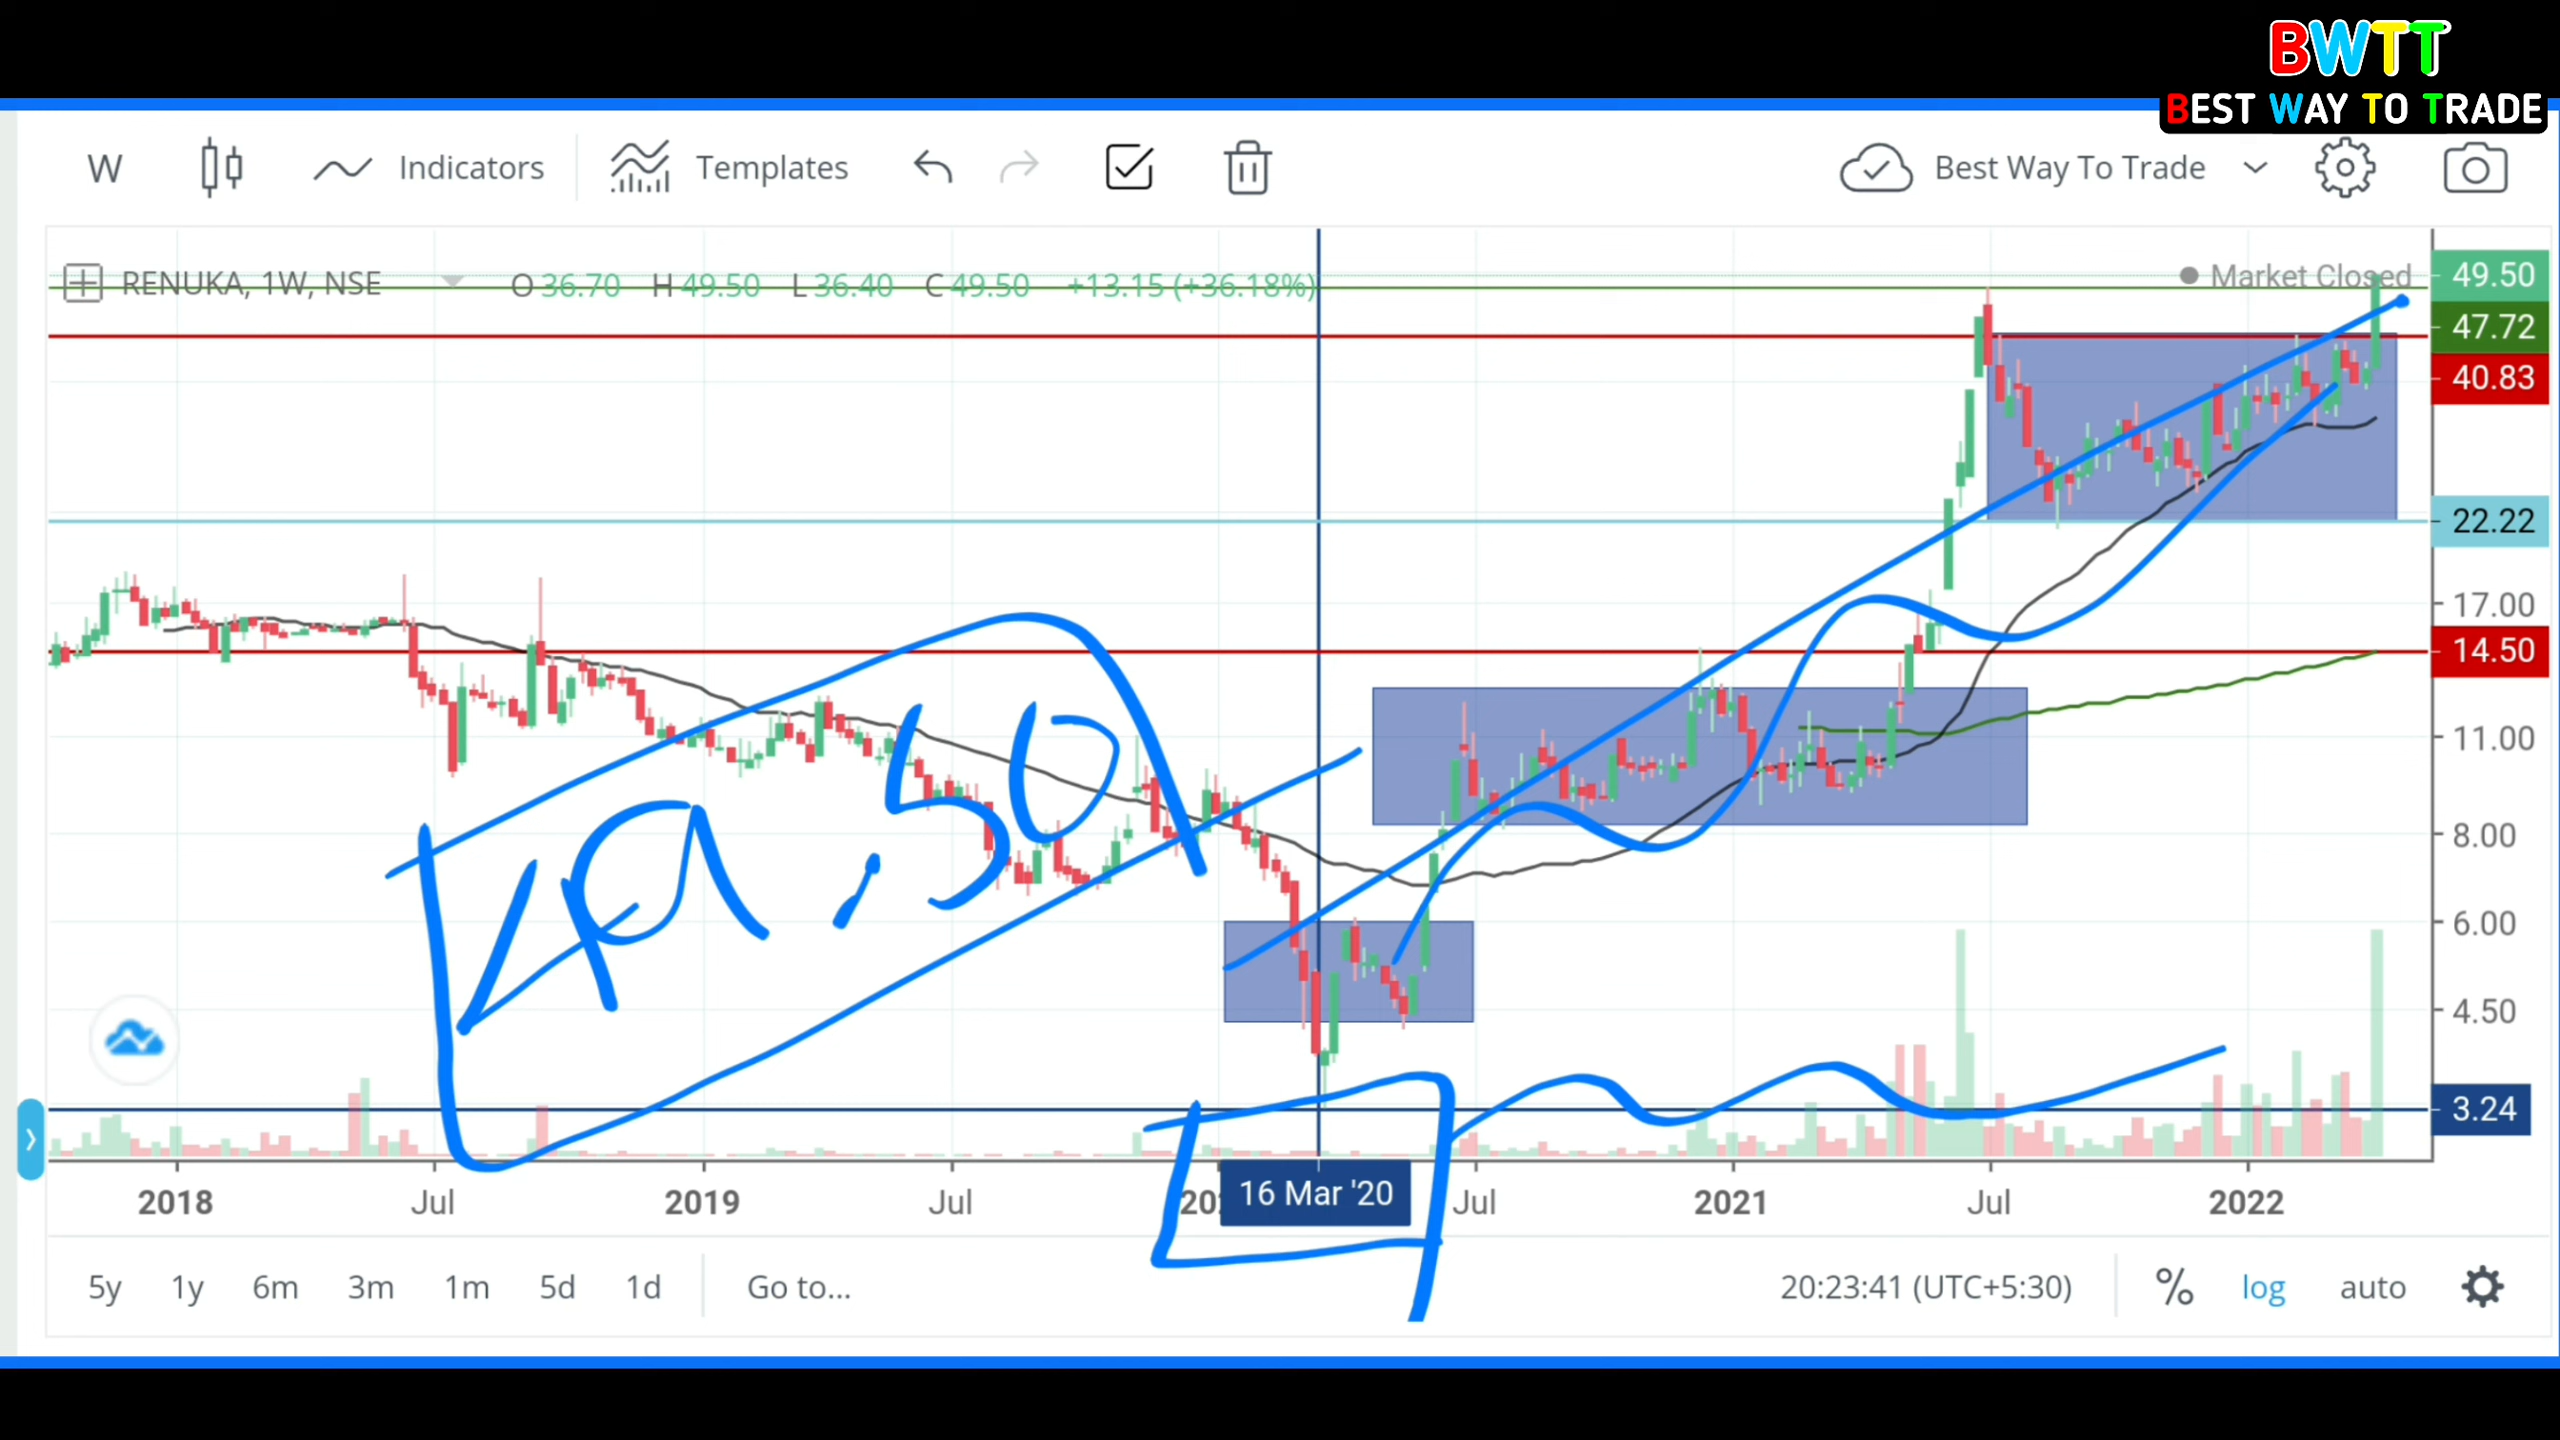 BWTT
BEST WAY TO TRADE
W Indicators Templates Best Way To Trade
RENUKA, 1W, NSE O 36.70 H 49.50 L 36.40 C 49.50 +13.15 (+36.18%) Market Closed
49.50
47.72
40.83
22.22
17.00
14.50
11.00
8.00
6.00
4.50
3.24
49.50
2018 Jul 2019 Jul 16 Mar '20 Jul 2021 Jul 2022
5y 1y 6m 3m 1m 5d 1d Go to... 20:23:41 (UTC+5:30) % log auto